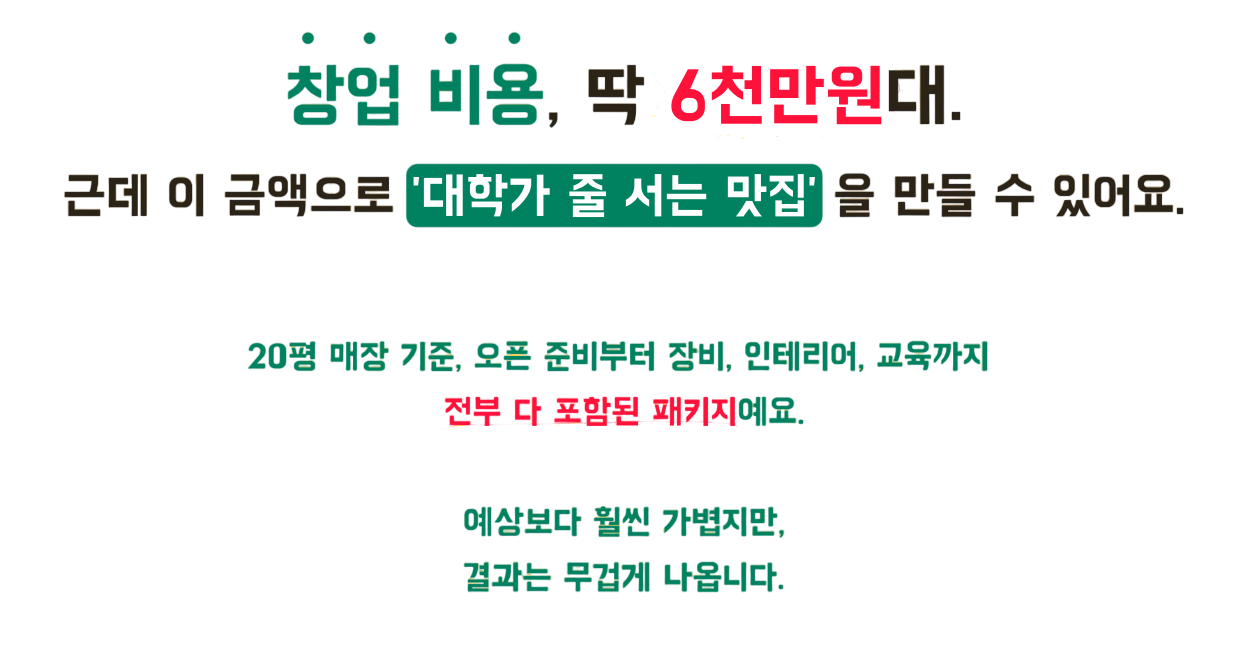 창업 비용, 딱 6천만원대.
근데 이 금액으로 '대학가 줄 서는 맛집' 을 만들 수 있어요.
20평 매장 기준, 오픈 준비부터 장비, 인테리어, 교육까지
전부 다 포함된 패키지예요.
예상보다 훨씬 가볍지만,
결과는 무겁게 나옵니다.